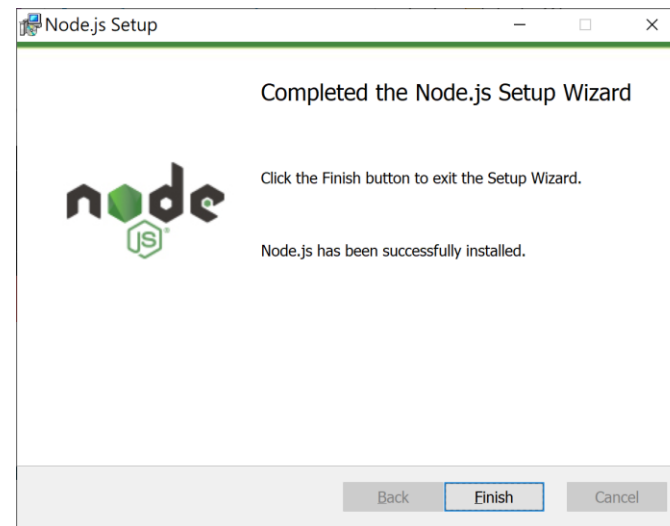 Node.js Setup
Completed the Node.js Setup Wizard
Click the Finish button to exit the Setup Wizard.
node
JS
Node.js has been successfully installed.
Back Finish Cancel